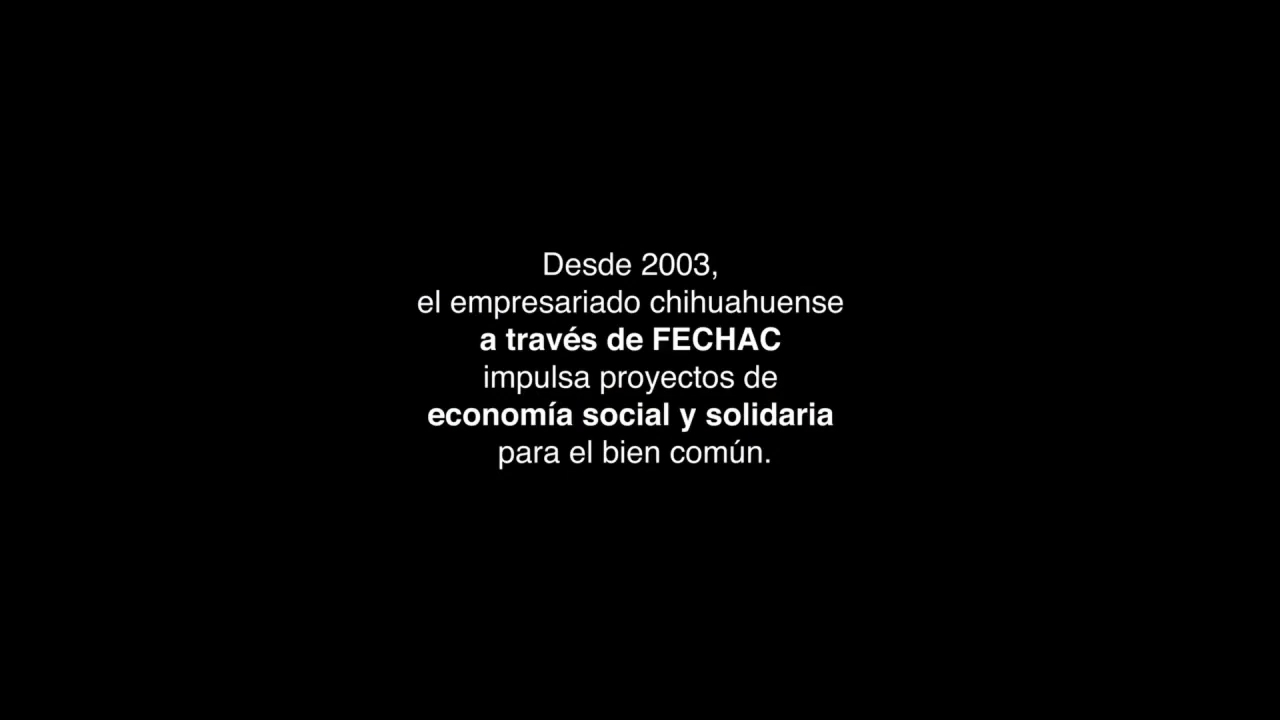 Desde 2003,
el empresariado chihuahuense
a través de FECHAC
impulsa proyectos de
economía social y solidaria
para el bien común.